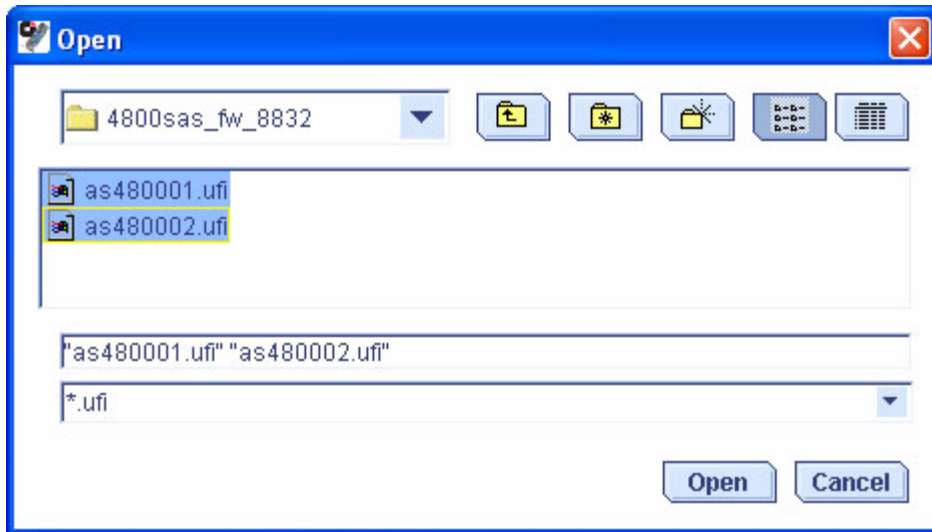 Open
4800sas_fw_8832
as480001.ufi
as480002.ufi
"as480001.ufi" "as480002.ufi"
*.ufi
Open Cancel